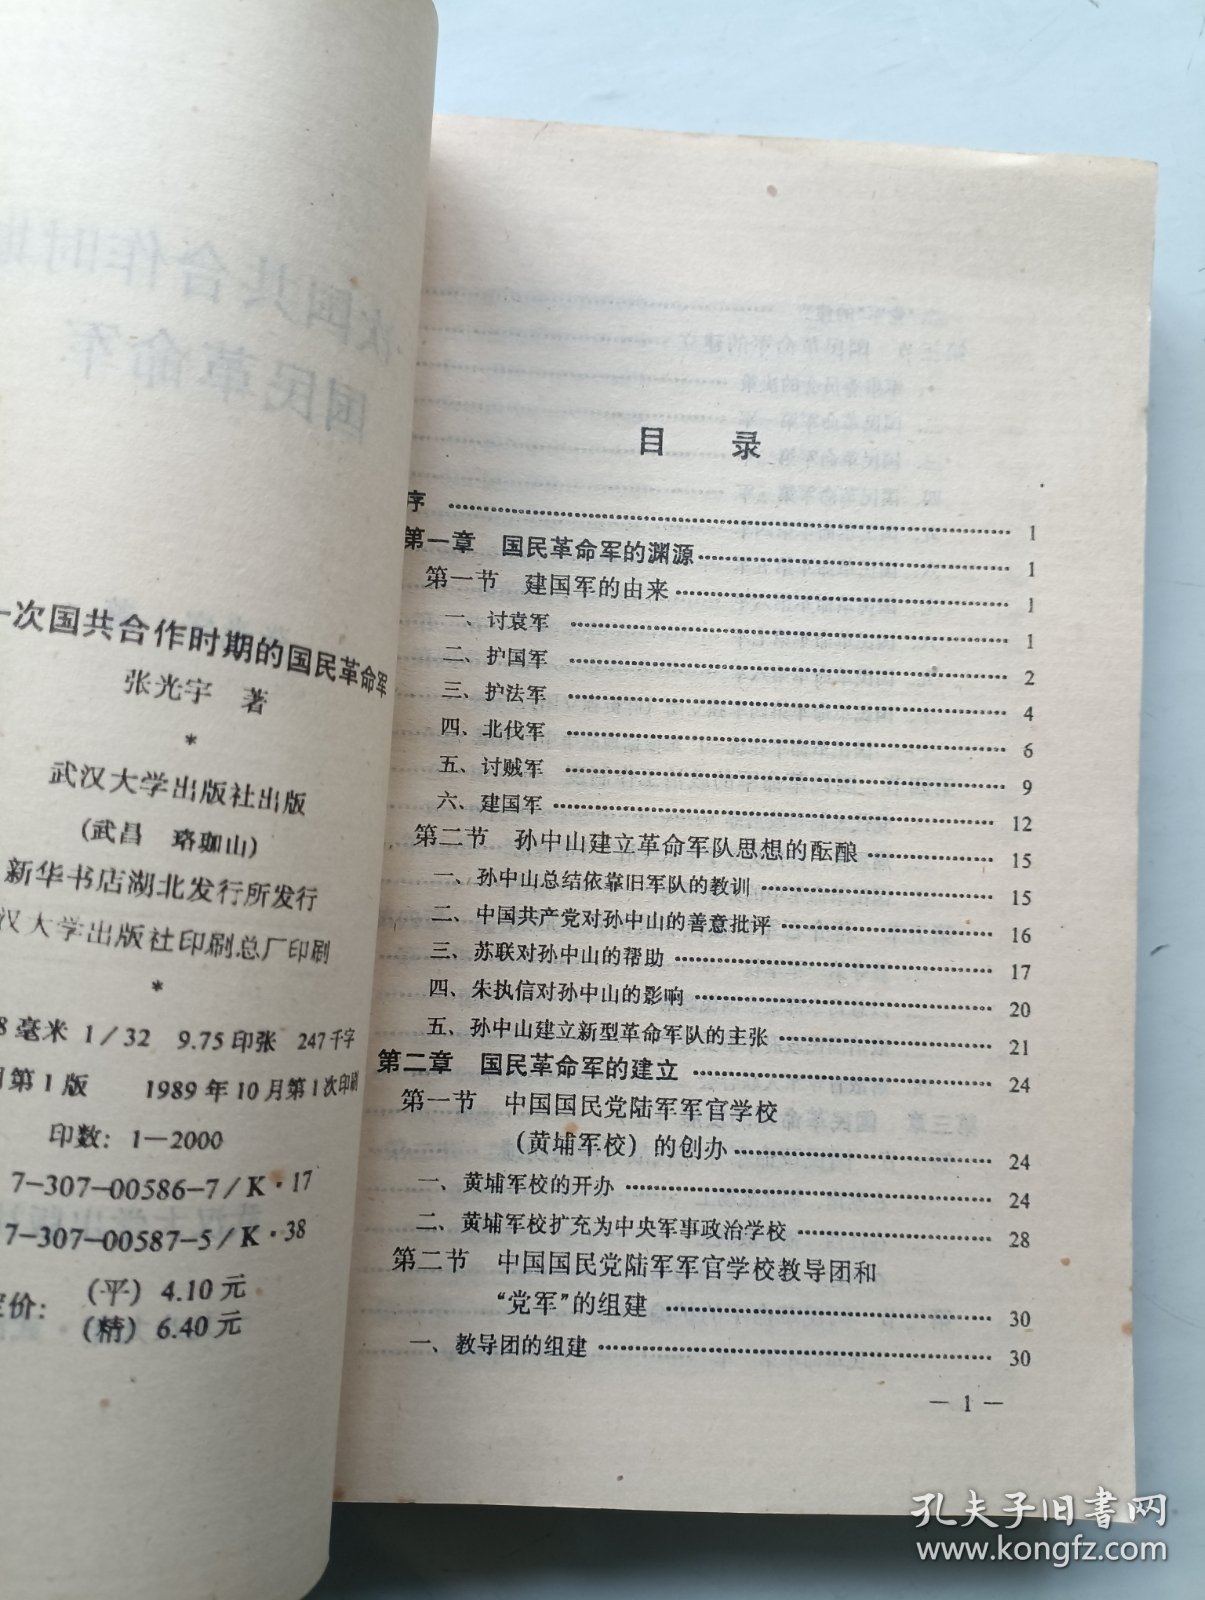 一次国共合作时期的国民革命军
张光宇 著
*
武汉大学出版社出版
(武昌 珞珈山)
新华书店湖北发行所发行
汉大学出版社印刷总厂印刷
*
8毫米 1/32 9.75印张 247千字
月第1版 1989年10月第1次印刷
印数：1—2000
7-307-00586-7/K·17
7-307-00587-5/K·38
定价：(平) 4.10元
(精) 6.40元
目 录
序 …… 1
第一章 国民革命军的渊源 …… 1
第一节 建国军的由来 …… 1
一、讨袁军 …… 1
二、护国军 …… 2
三、护法军 …… 4
四、北伐军 …… 6
五、讨贼军 …… 9
六、建国军 …… 12
第二节 孙中山建立革命军队思想的酝酿 …… 15
一、孙中山总结依靠旧军队的教训 …… 15
二、中国共产党对孙中山的善意批评 …… 16
三、苏联对孙中山的帮助 …… 17
四、朱执信对孙中山的影响 …… 20
五、孙中山建立新型革命军队的主张 …… 21
第二章 国民革命军的建立 …… 24
第一节 中国国民党陆军军官学校
(黄埔军校) 的创办 …… 24
一、黄埔军校的开办 …… 24
二、黄埔军校扩充为中央军事政治学校 …… 28
第二节 中国国民党陆军军官学校教导团和
“党军”的组建 …… 30
一、教导团的组建 …… 30
— 1 —
孔夫子旧书网
www.kongfz.com